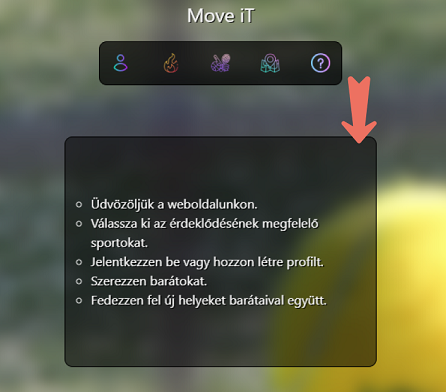 Move iT
?
Üdvözöljük a weboldalunkon.
Válassza ki az érdeklődésének megfelelő
sportokat.
Jelentkezzen be vagy hozzon létre profilt.
Szerezzen barátokat.
Fedezzen fel új helyeket barátaival együtt.